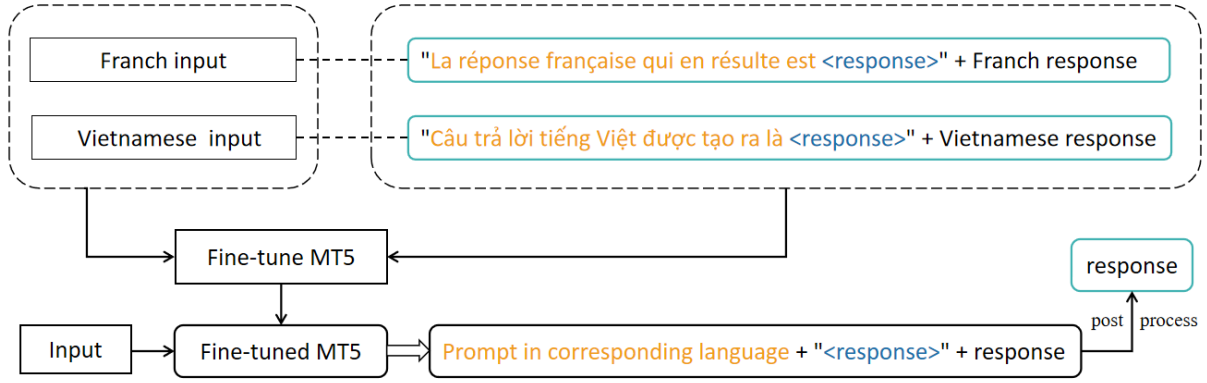 Franch input
"La réponse française qui en résulte est <response>" + Franch response
Vietnamese input
"Câu trả lời tiếng Việt được tạo ra là <response>" + Vietnamese response
Fine-tune MT5
response
post process
Input
Fine-tuned MT5
Prompt in corresponding language + "<response>" + response